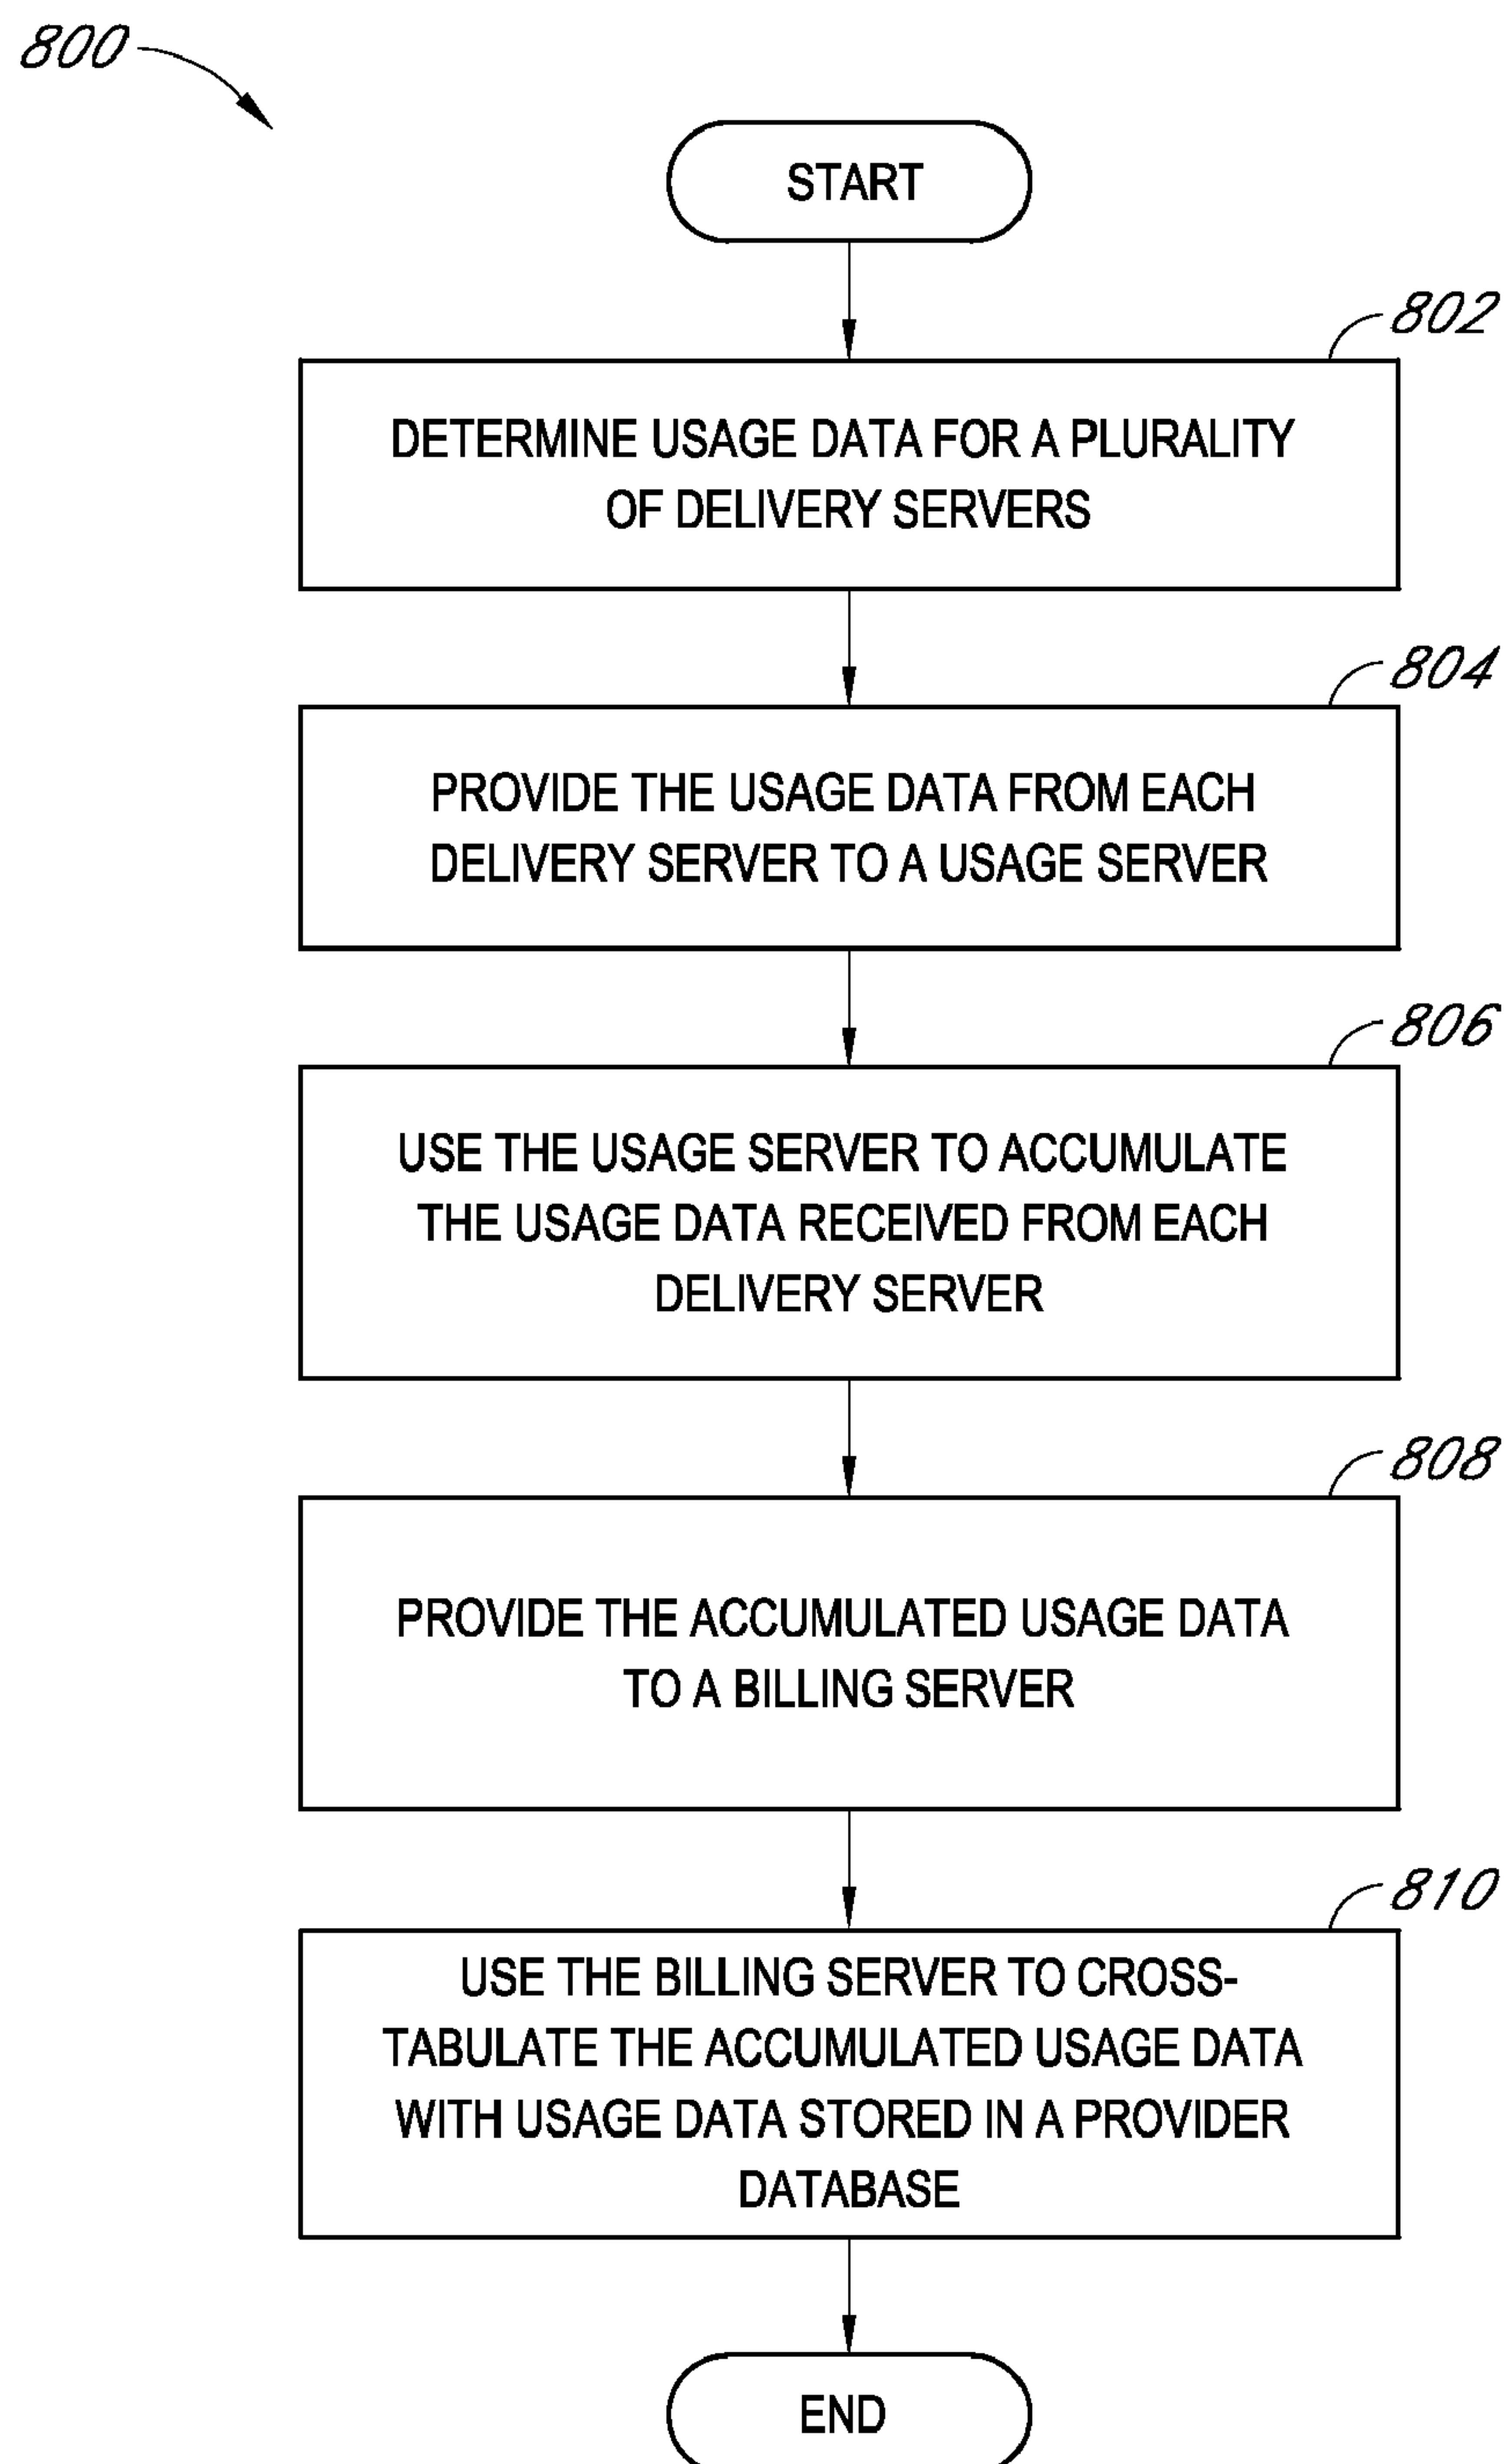 800
START
802
DETERMINE USAGE DATA FOR A PLURALITY
OF DELIVERY SERVERS
804
PROVIDE THE USAGE DATA FROM EACH
DELIVERY SERVER TO A USAGE SERVER
806
USE THE USAGE SERVER TO ACCUMULATE
THE USAGE DATA RECEIVED FROM EACH
DELIVERY SERVER
808
PROVIDE THE ACCUMULATED USAGE DATA
TO A BILLING SERVER
810
USE THE BILLING SERVER TO CROSS-
TABULATE THE ACCUMULATED USAGE DATA
WITH USAGE DATA STORED IN A PROVIDER
DATABASE
END